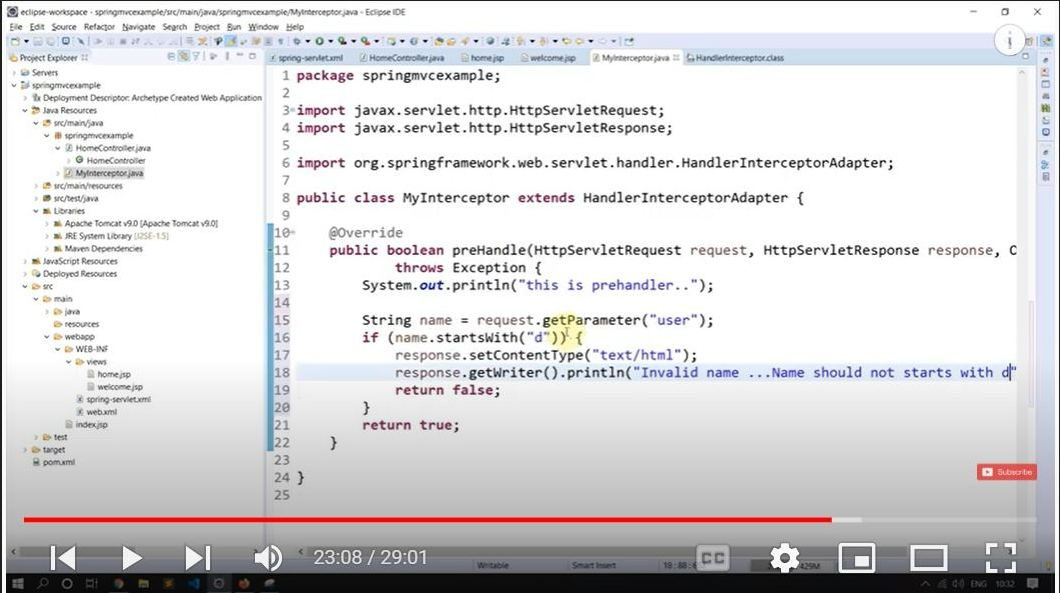 eclipse-workspace - springmvcexample/src/main/java/springmvcexample/MyInterceptor.java - Eclipse IDE
File Edit Source Refactor Navigate Search Project Run Window Help
Project Explorer
spring-servlet.xml HomeController.java home.jsp welcome.jsp MyInterceptor.java HandlerInterceptor.class
Servers
springmvcexample
Deployment Descriptor: Archetype Created Web Application
Java Resources
src/main/java
springmvcexample
HomeController.java
HomeController
MyInterceptor.java
src/main/resources
src/test/java
Libraries
Apache Tomcat v9.0 [Apache Tomcat v9.0]
JRE System Library [J2SE-1.5]
Maven Dependencies
JavaScript Resources
Deployed Resources
src
main
java
resources
webapp
WEB-INF
views
home.jsp
welcome.jsp
spring-servlet.xml
web.xml
index.jsp
test
target
pom.xml
1 package springmvcexample;
2
3 import javax.servlet.http.HttpServletRequest;
4 import javax.servlet.http.HttpServletResponse;
5
6 import org.springframework.web.servlet.handler.HandlerInterceptorAdapter;
7
8 public class MyInterceptor extends HandlerInterceptorAdapter {
9
10 @Override
11 public boolean preHandle(HttpServletRequest request, HttpServletResponse response, O
12 throws Exception {
13 System.out.println("this is prehandler..");
14
15 String name = request.getParameter("user");
16 if (name.startsWith("d")) {
17 response.setContentType("text/html");
18 response.getWriter().println("Invalid name ...Name should not starts with d"
19 return false;
20 }
21 return true;
22 }
23
24 }
25
Subscribe
23:08 / 29:01
CC
Writable Smart Insert
ENG 10:32